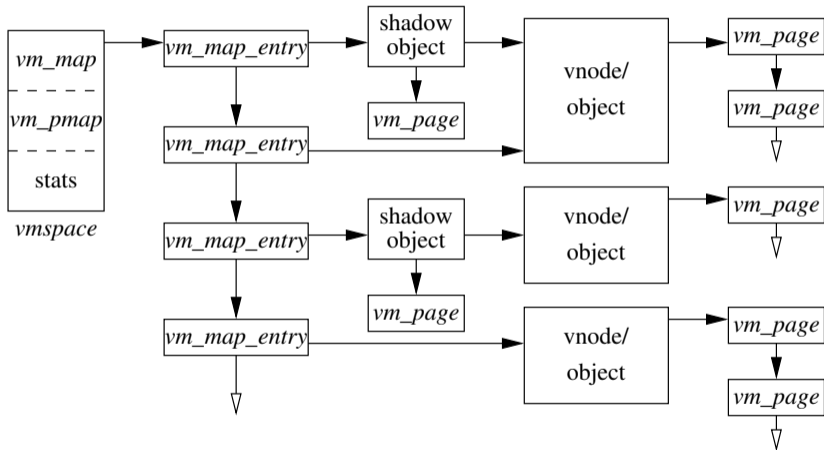 vm_map
vm_pmap
stats
vmspace
vm_map_entry
vm_map_entry
vm_map_entry
vm_map_entry
shadow
object
vm_page
shadow
object
vm_page
vnode/
object
vnode/
object
vnode/
object
vm_page
vm_page
vm_page
vm_page
vm_page